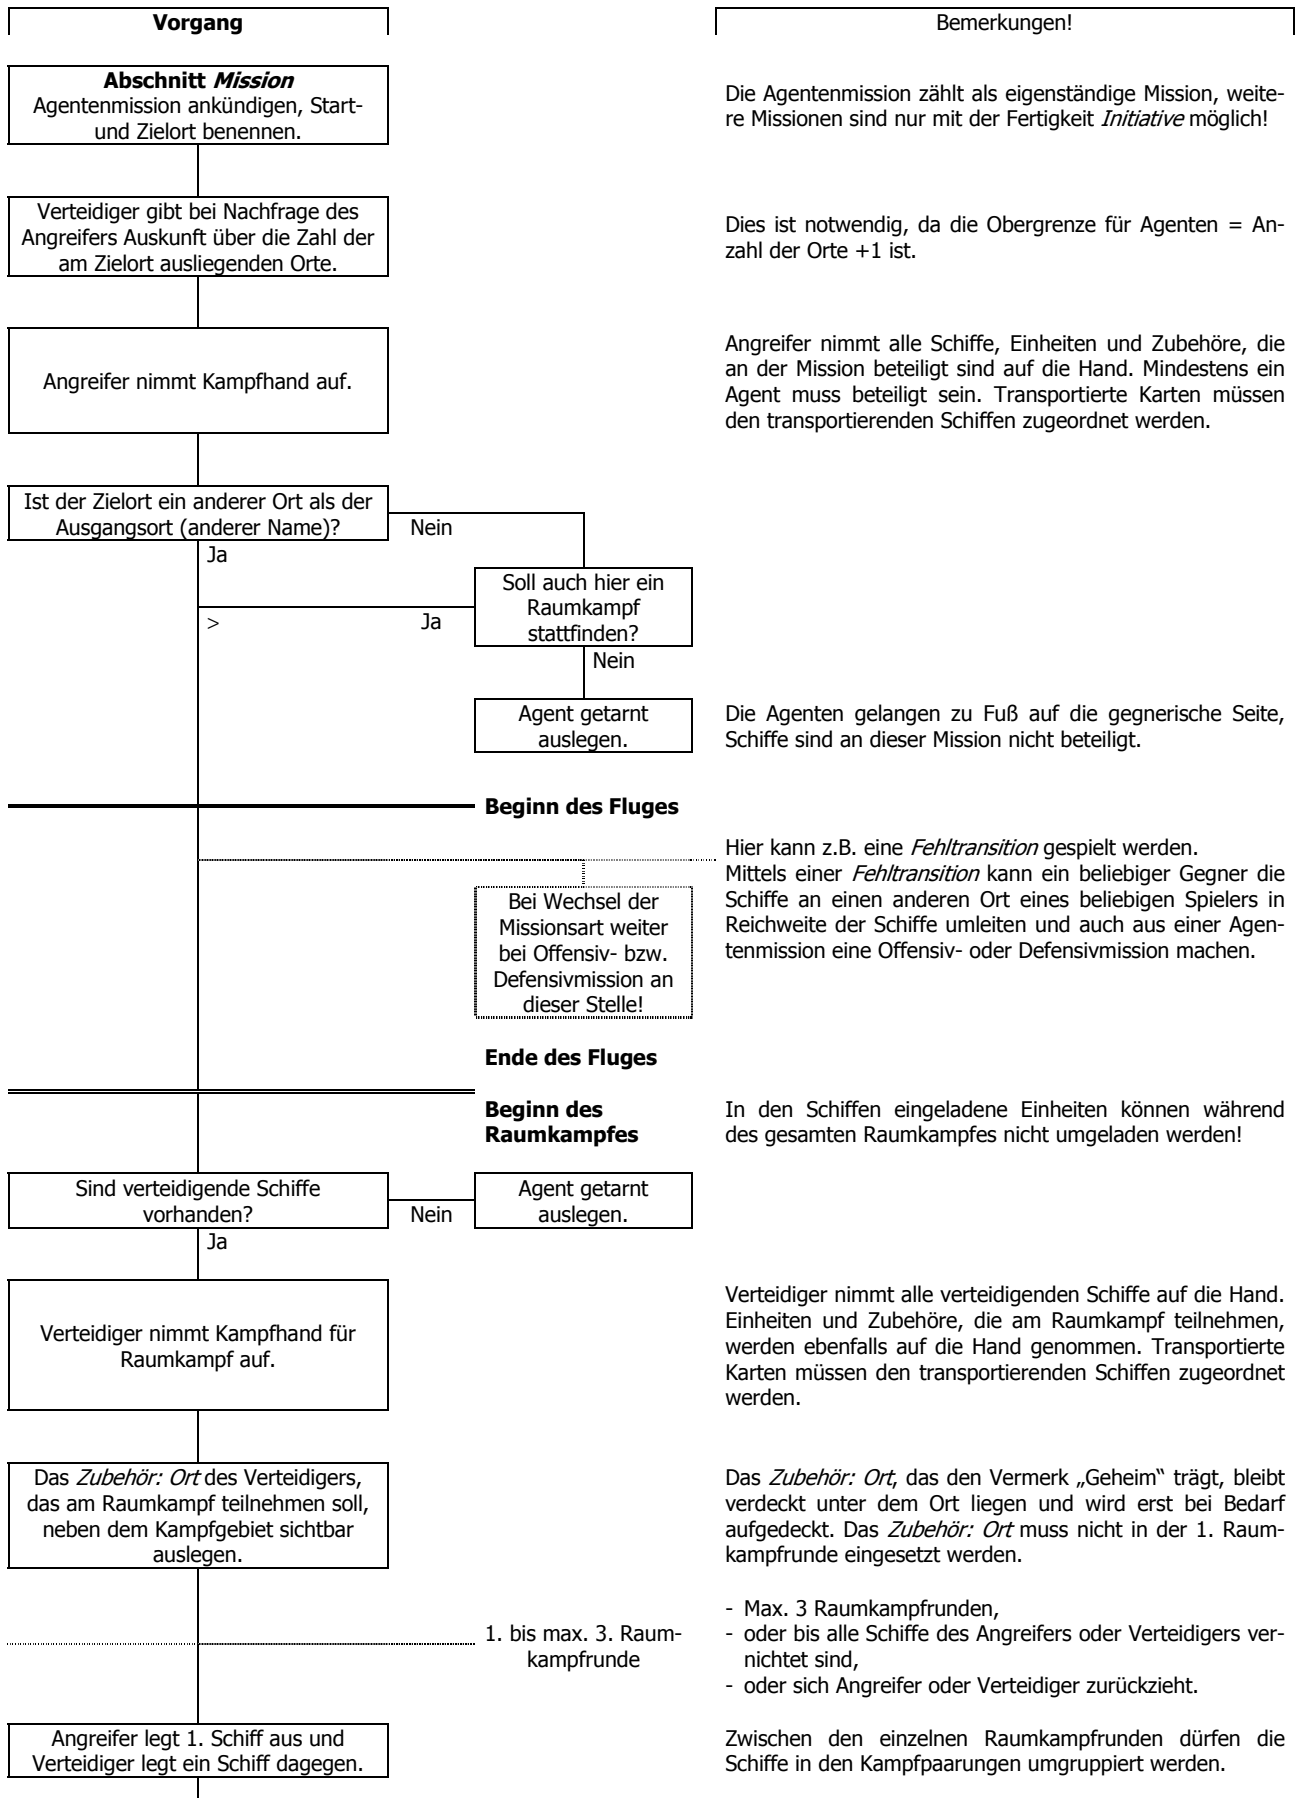 Vorgang
Bemerkungen!
Abschnitt Mission
Agentenmission ankündigen, Start-
und Zielort benennen.
Die Agentenmission zählt als eigenständige Mission, weite-
re Missionen sind nur mit der Fertigkeit Initiative möglich!
Verteidiger gibt bei Nachfrage des
Angreifers Auskunft über die Zahl der
am Zielort ausliegenden Orte.
Dies ist notwendig, da die Obergrenze für Agenten = An-
zahl der Orte +1 ist.
Angreifer nimmt Kampfhand auf.
Angreifer nimmt alle Schiffe, Einheiten und Zubehöre, die
an der Mission beteiligt sind auf die Hand. Mindestens ein
Agent muss beteiligt sein. Transportierte Karten müssen
den transportierenden Schiffen zugeordnet werden.
Ist der Zielort ein anderer Ort als der
Ausgangsort (anderer Name)?
Nein
Ja
Soll auch hier ein
Raumkampf
stattfinden?
> Ja
Nein
Agent getarnt
auslegen.
Die Agenten gelangen zu Fuß auf die gegnerische Seite,
Schiffe sind an dieser Mission nicht beteiligt.
Beginn des Fluges
Hier kann z.B. eine Fehltransition gespielt werden.
Mittels einer Fehltransition kann ein beliebiger Gegner die
Schiffe an einen anderen Ort eines beliebigen Spielers in
Reichweite der Schiffe umleiten und auch aus einer Agen-
tenmission eine Offensiv- oder Defensivmission machen.
Bei Wechsel der
Missionsart weiter
bei Offensiv- bzw.
Defensivmission an
dieser Stelle!
Ende des Fluges
Beginn des
Raumkampfes
In den Schiffen eingeladene Einheiten können während
des gesamten Raumkampfes nicht umgeladen werden!
Sind verteidigende Schiffe
vorhanden?
Nein
Agent getarnt
auslegen.
Ja
Verteidiger nimmt Kampfhand für
Raumkampf auf.
Verteidiger nimmt alle verteidigenden Schiffe auf die Hand.
Einheiten und Zubehöre, die am Raumkampf teilnehmen,
werden ebenfalls auf die Hand genommen. Transportierte
Karten müssen den transportierenden Schiffen zugeordnet
werden.
Das Zubehör: Ort des Verteidigers,
das am Raumkampf teilnehmen soll,
neben dem Kampfgebiet sichtbar
auslegen.
Das Zubehör: Ort, das den Vermerk „Geheim“ trägt, bleibt
verdeckt unter dem Ort liegen und wird erst bei Bedarf
aufgedeckt. Das Zubehör: Ort muss nicht in der 1. Raum-
kampfrunde eingesetzt werden.
1. bis max. 3. Raum-
kampfrunde
- Max. 3 Raumkampfrunden,
- oder bis alle Schiffe des Angreifers oder Verteidigers ver-
nichtet sind,
- oder sich Angreifer oder Verteidiger zurückzieht.
Angreifer legt 1. Schiff aus und
Verteidiger legt ein Schiff dagegen.
Zwischen den einzelnen Raumkampfrunden dürfen die
Schiffe in den Kampfpaarungen umgruppiert werden.